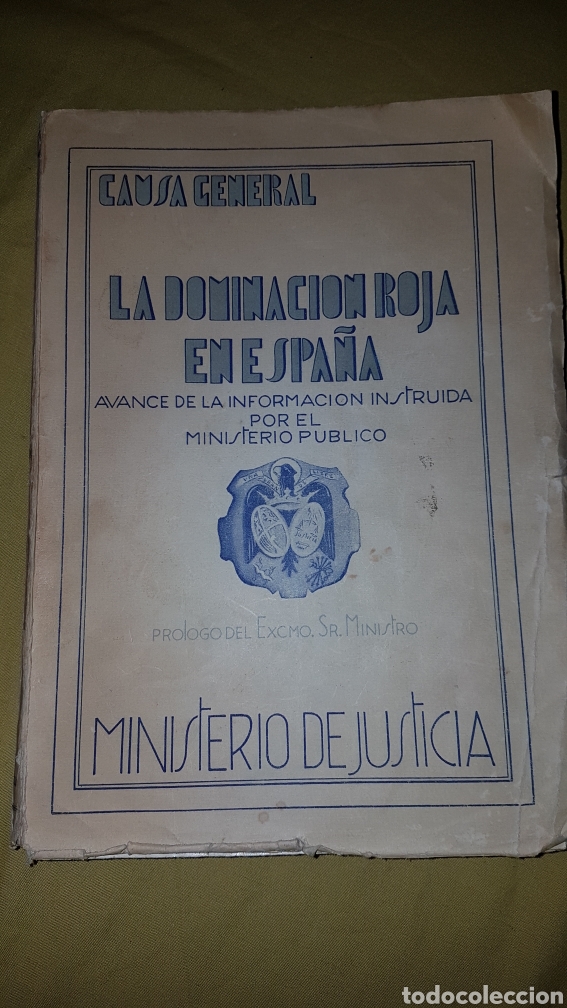 CAUSA GENERAL
LA DOMINACION ROJA
EN ESPAÑA
AVANCE DE LA INFORMACION INSTRUIDA
POR EL
MINISTERIO PUBLICO
PROLOGO DEL EXCMO. SR. MINISTRO
MINISTERIO DE JUSTICIA
todocoleccion